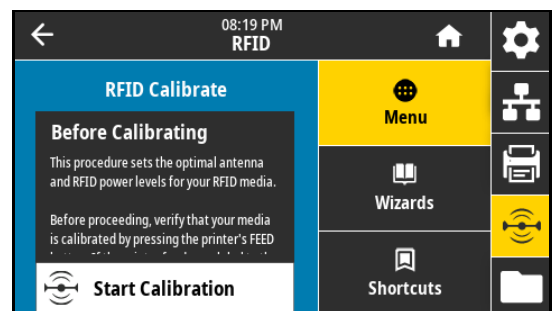 08:19 PM
RFID
RFID Calibrate
Before Calibrating
This procedure sets the optimal antenna
and RFID power levels for your RFID media.
Before proceeding, verify that your media
is calibrated by pressing the printer's FEED
Start Calibration
Menu
Wizards
Shortcuts